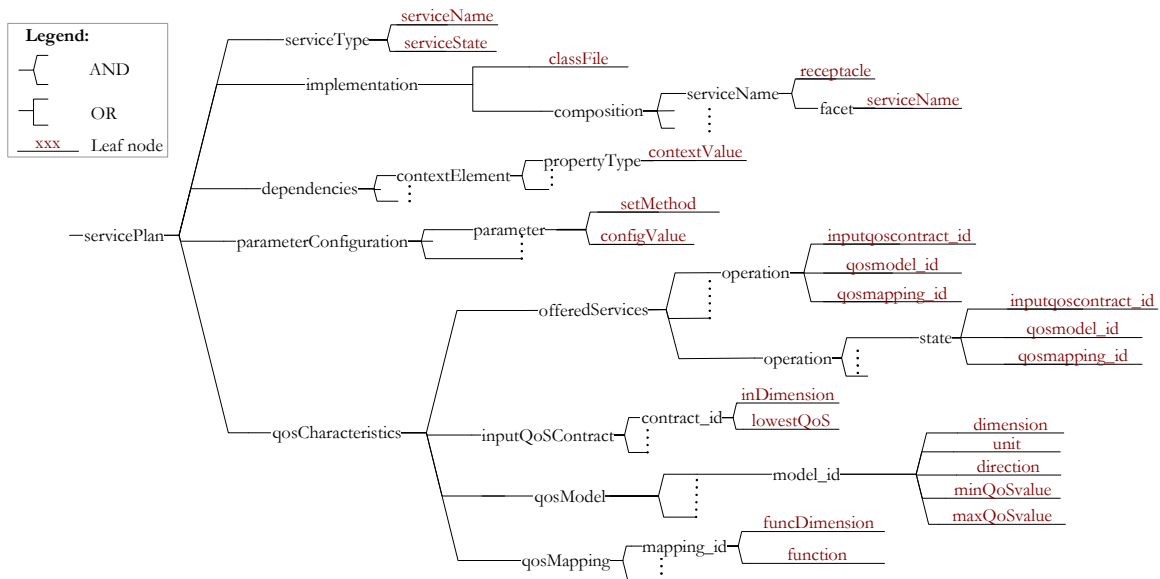 Legend:
AND
OR
xxx Leaf node
serviceName
serviceType
serviceState
classFile
implementation
receptacle
serviceName
composition
facet
serviceName
contextValue
propertyType
contextElement
dependencies
setMethod
parameter
servicePlan
parameterConfiguration
configValue
inputqoscontract_id
operation
qosmodel_id
qosmapping_id
offeredServices
inputqoscontract_id
state
qosmodel_id
operation
qosmapping_id
inDimension
contract_id
lowestQoS
qosCharacteristics
inputQoSContract
dimension
unit
model_id
direction
qosModel
minQoSvalue
maxQoSvalue
funcDimension
mapping_id
qosMapping
function